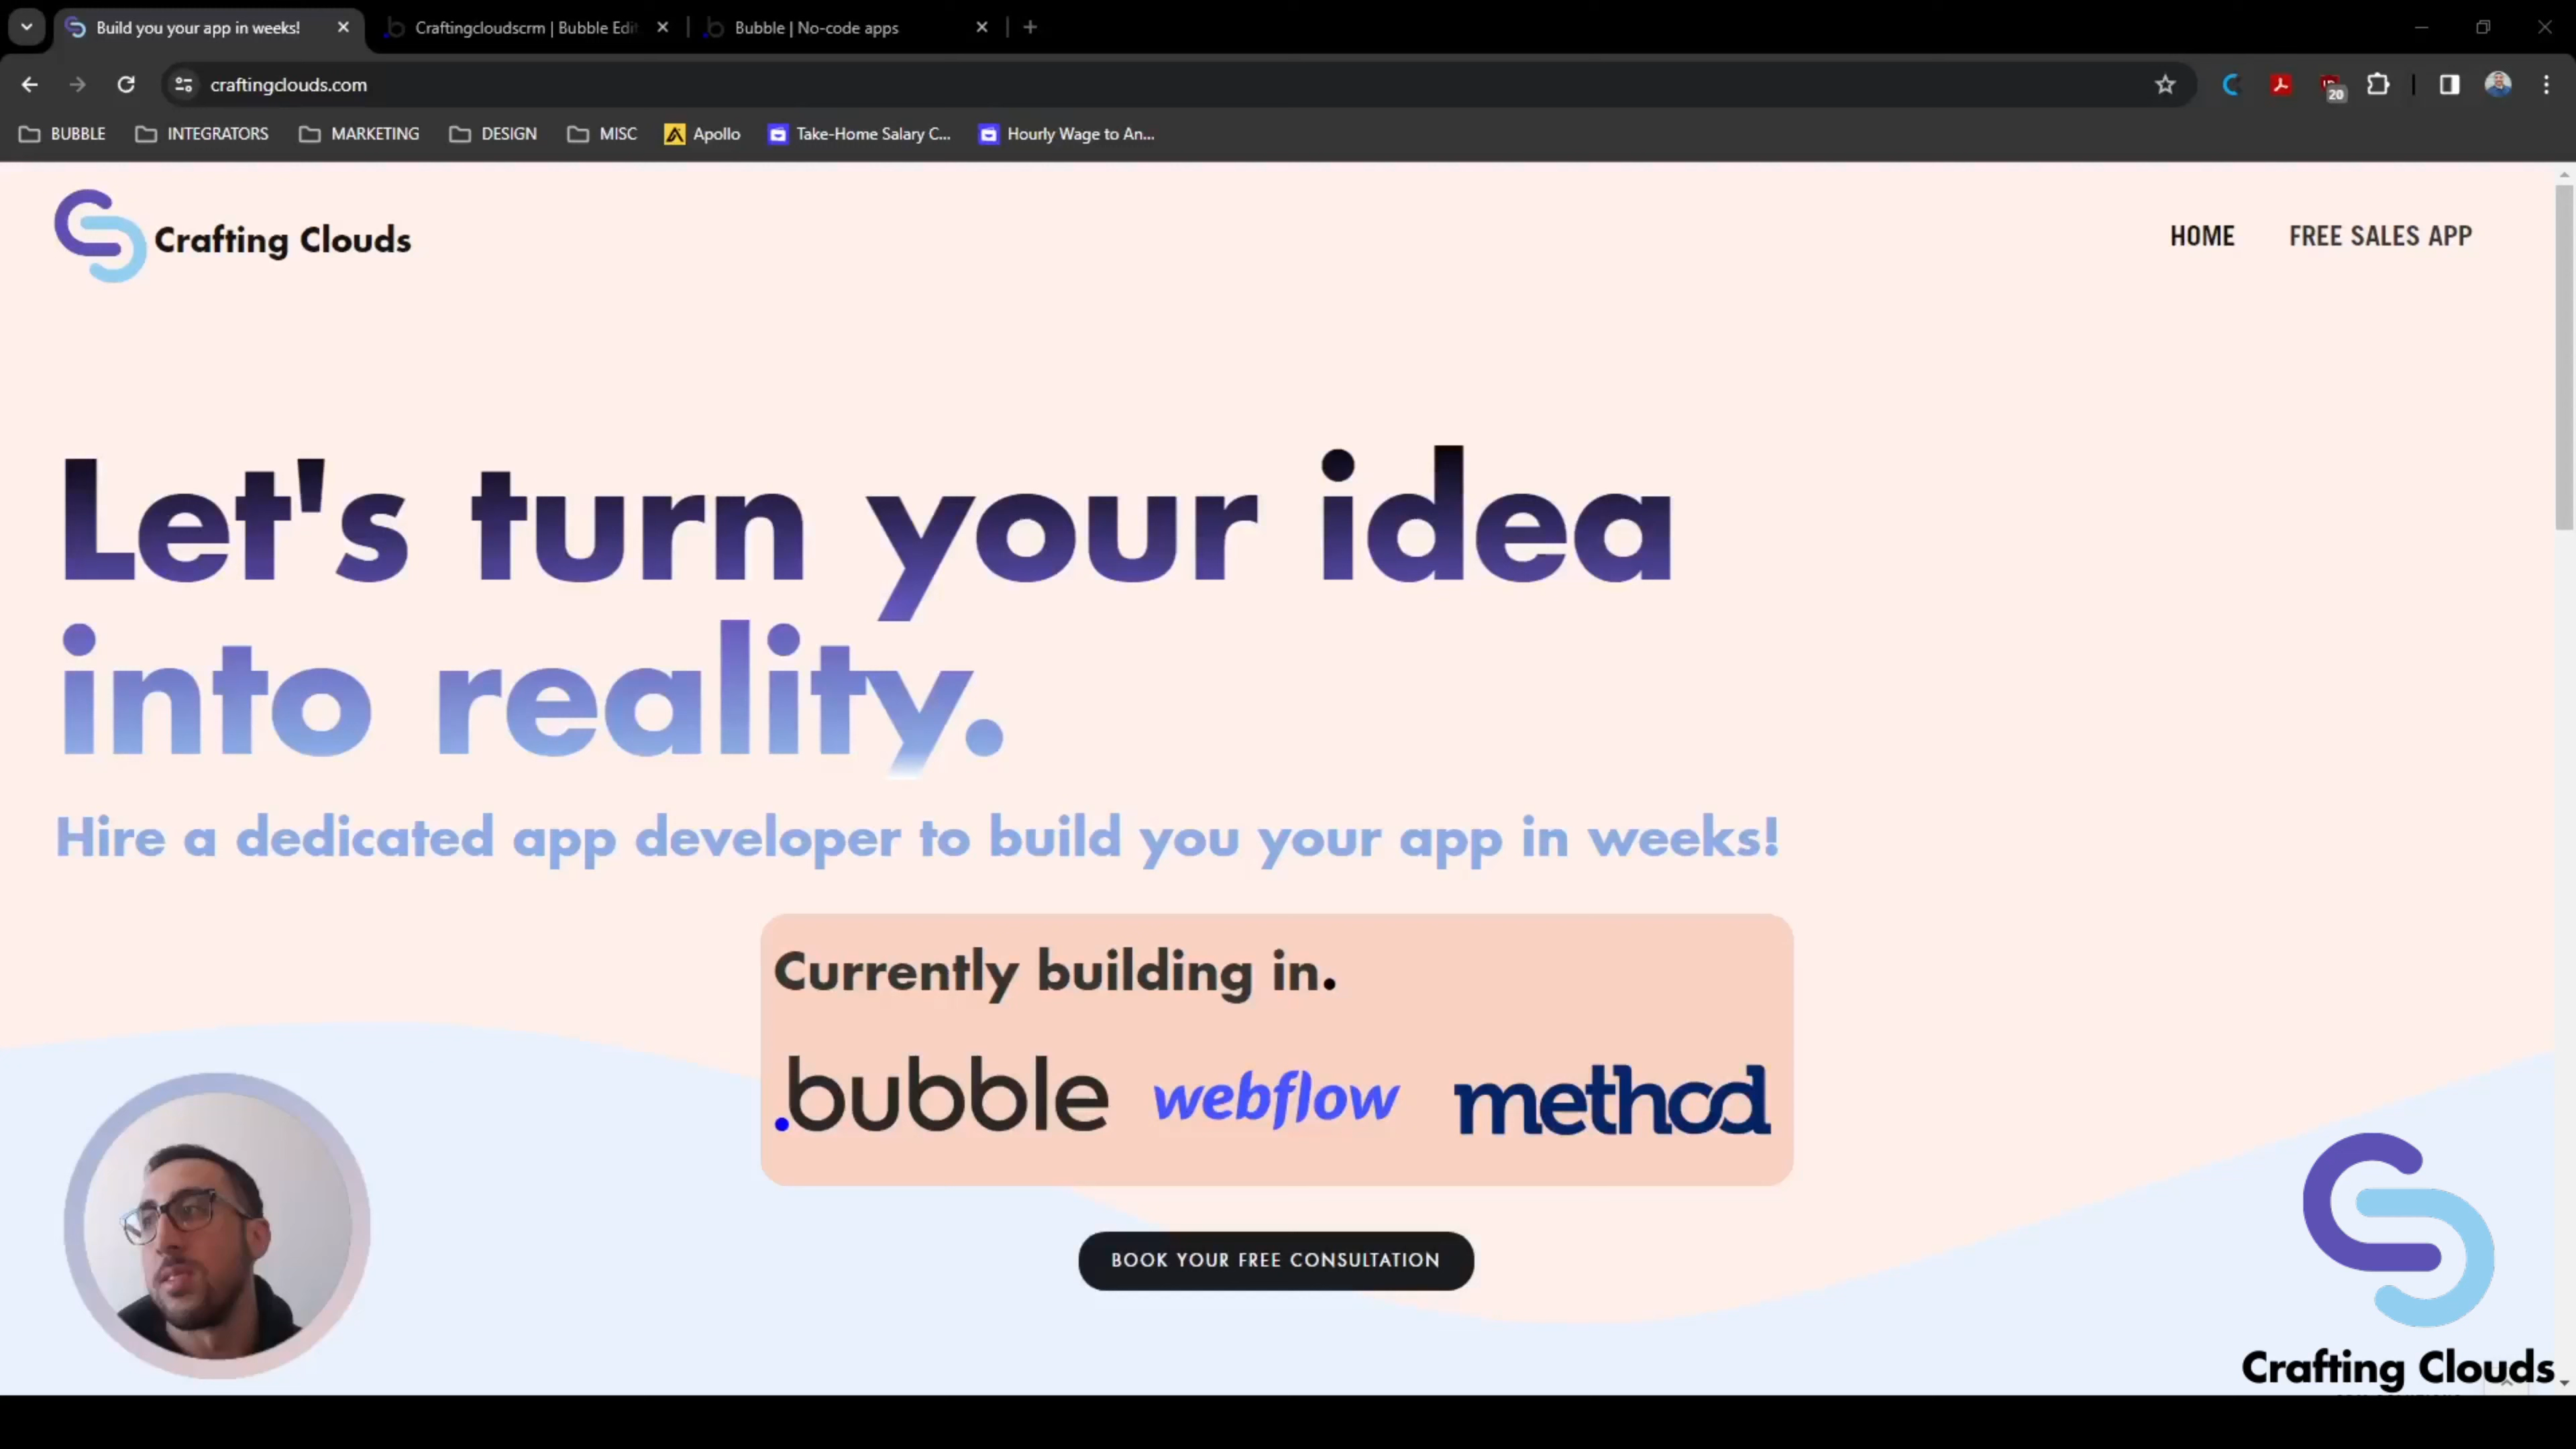 Build you your app in weeks!
Craftingcloudscrm | Bubble Edit
Bubble | No-code apps
craftingclouds.com
20
BUBBLE
INTEGRATORS
MARKETING
DESIGN
MISC
Apollo
Take-Home Salary C...
Hourly Wage to An...
Crafting Clouds
HOME
FREE SALES APP
Let's turn your idea
into reality.
Hire a dedicated app developer to build you your app in weeks!
Currently building in.
.bubble
webflow
method
BOOK YOUR FREE CONSULTATION
Crafting Clouds